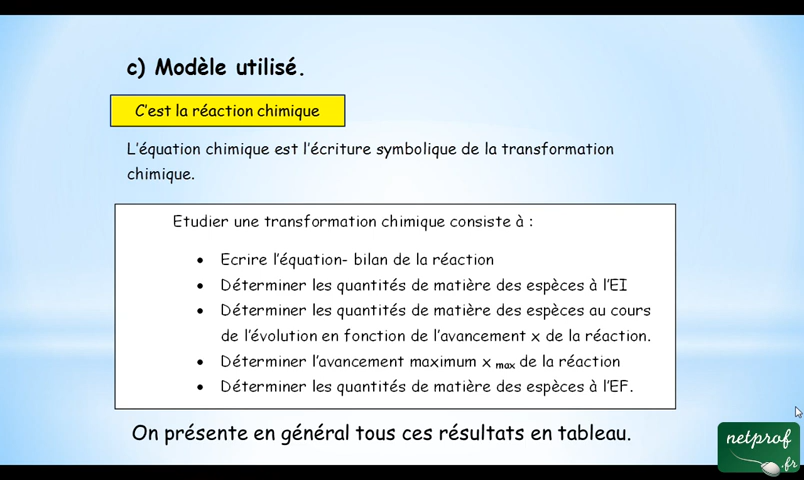 c) Modèle utilisé.
C'est la réaction chimique
L'équation chimique est l'écriture symbolique de la transformation
chimique.
Etudier une transformation chimique consiste à :
• Ecrire l'équation- bilan de la réaction
• Déterminer les quantités de matière des espèces à l'EI
• Déterminer les quantités de matière des espèces au cours
de l'évolution en fonction de l'avancement x de la réaction.
• Déterminer l'avancement maximum x max de la réaction
• Déterminer les quantités de matière des espèces à l'EF.
On présente en général tous ces résultats en tableau.
netprof
.fr